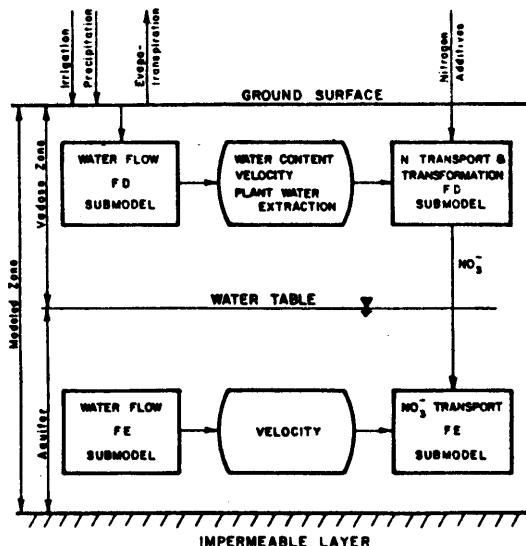 Irrigation
Precipitation
Evapo-
transpiration
Nitrogen
Additives
GROUND SURFACE
WATER FLOW
FD
SUBMODEL
WATER CONTENT
VELOCITY
PLANT WATER
EXTRACTION
N TRANSPORT &
TRANSFORMATION
FD
SUBMODEL
Vadose Zone
Modeled Zone
NO₃⁻
WATER TABLE
Aquifer
WATER FLOW
FE
SUBMODEL
VELOCITY
NO₃⁻ TRANSPORT
FE
SUBMODEL
IMPERMEABLE LAYER